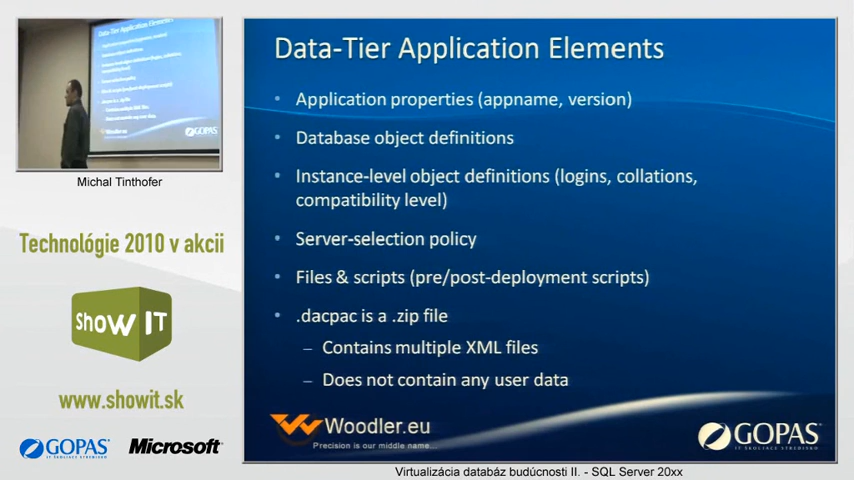 Data-Tier Application Elements
Application properties (appname, version)
Database object definitions
Instance-level object definitions (logins, collations,
compatibility level)
Server-selection policy
Files & scripts (pre/post-deployment scripts)
.dacpac is a .zip file
– Contains multiple XML files
– Does not contain any user data
Woodler.eu
Precision is our middle name...
GOPAS
Michal Tinthofer
Technológie 2010 v akcii
ShoW IT
www.showit.sk
GOPAS
Microsoft
Virtualizácia databáz budúcnosti II. - SQL Server 20xx